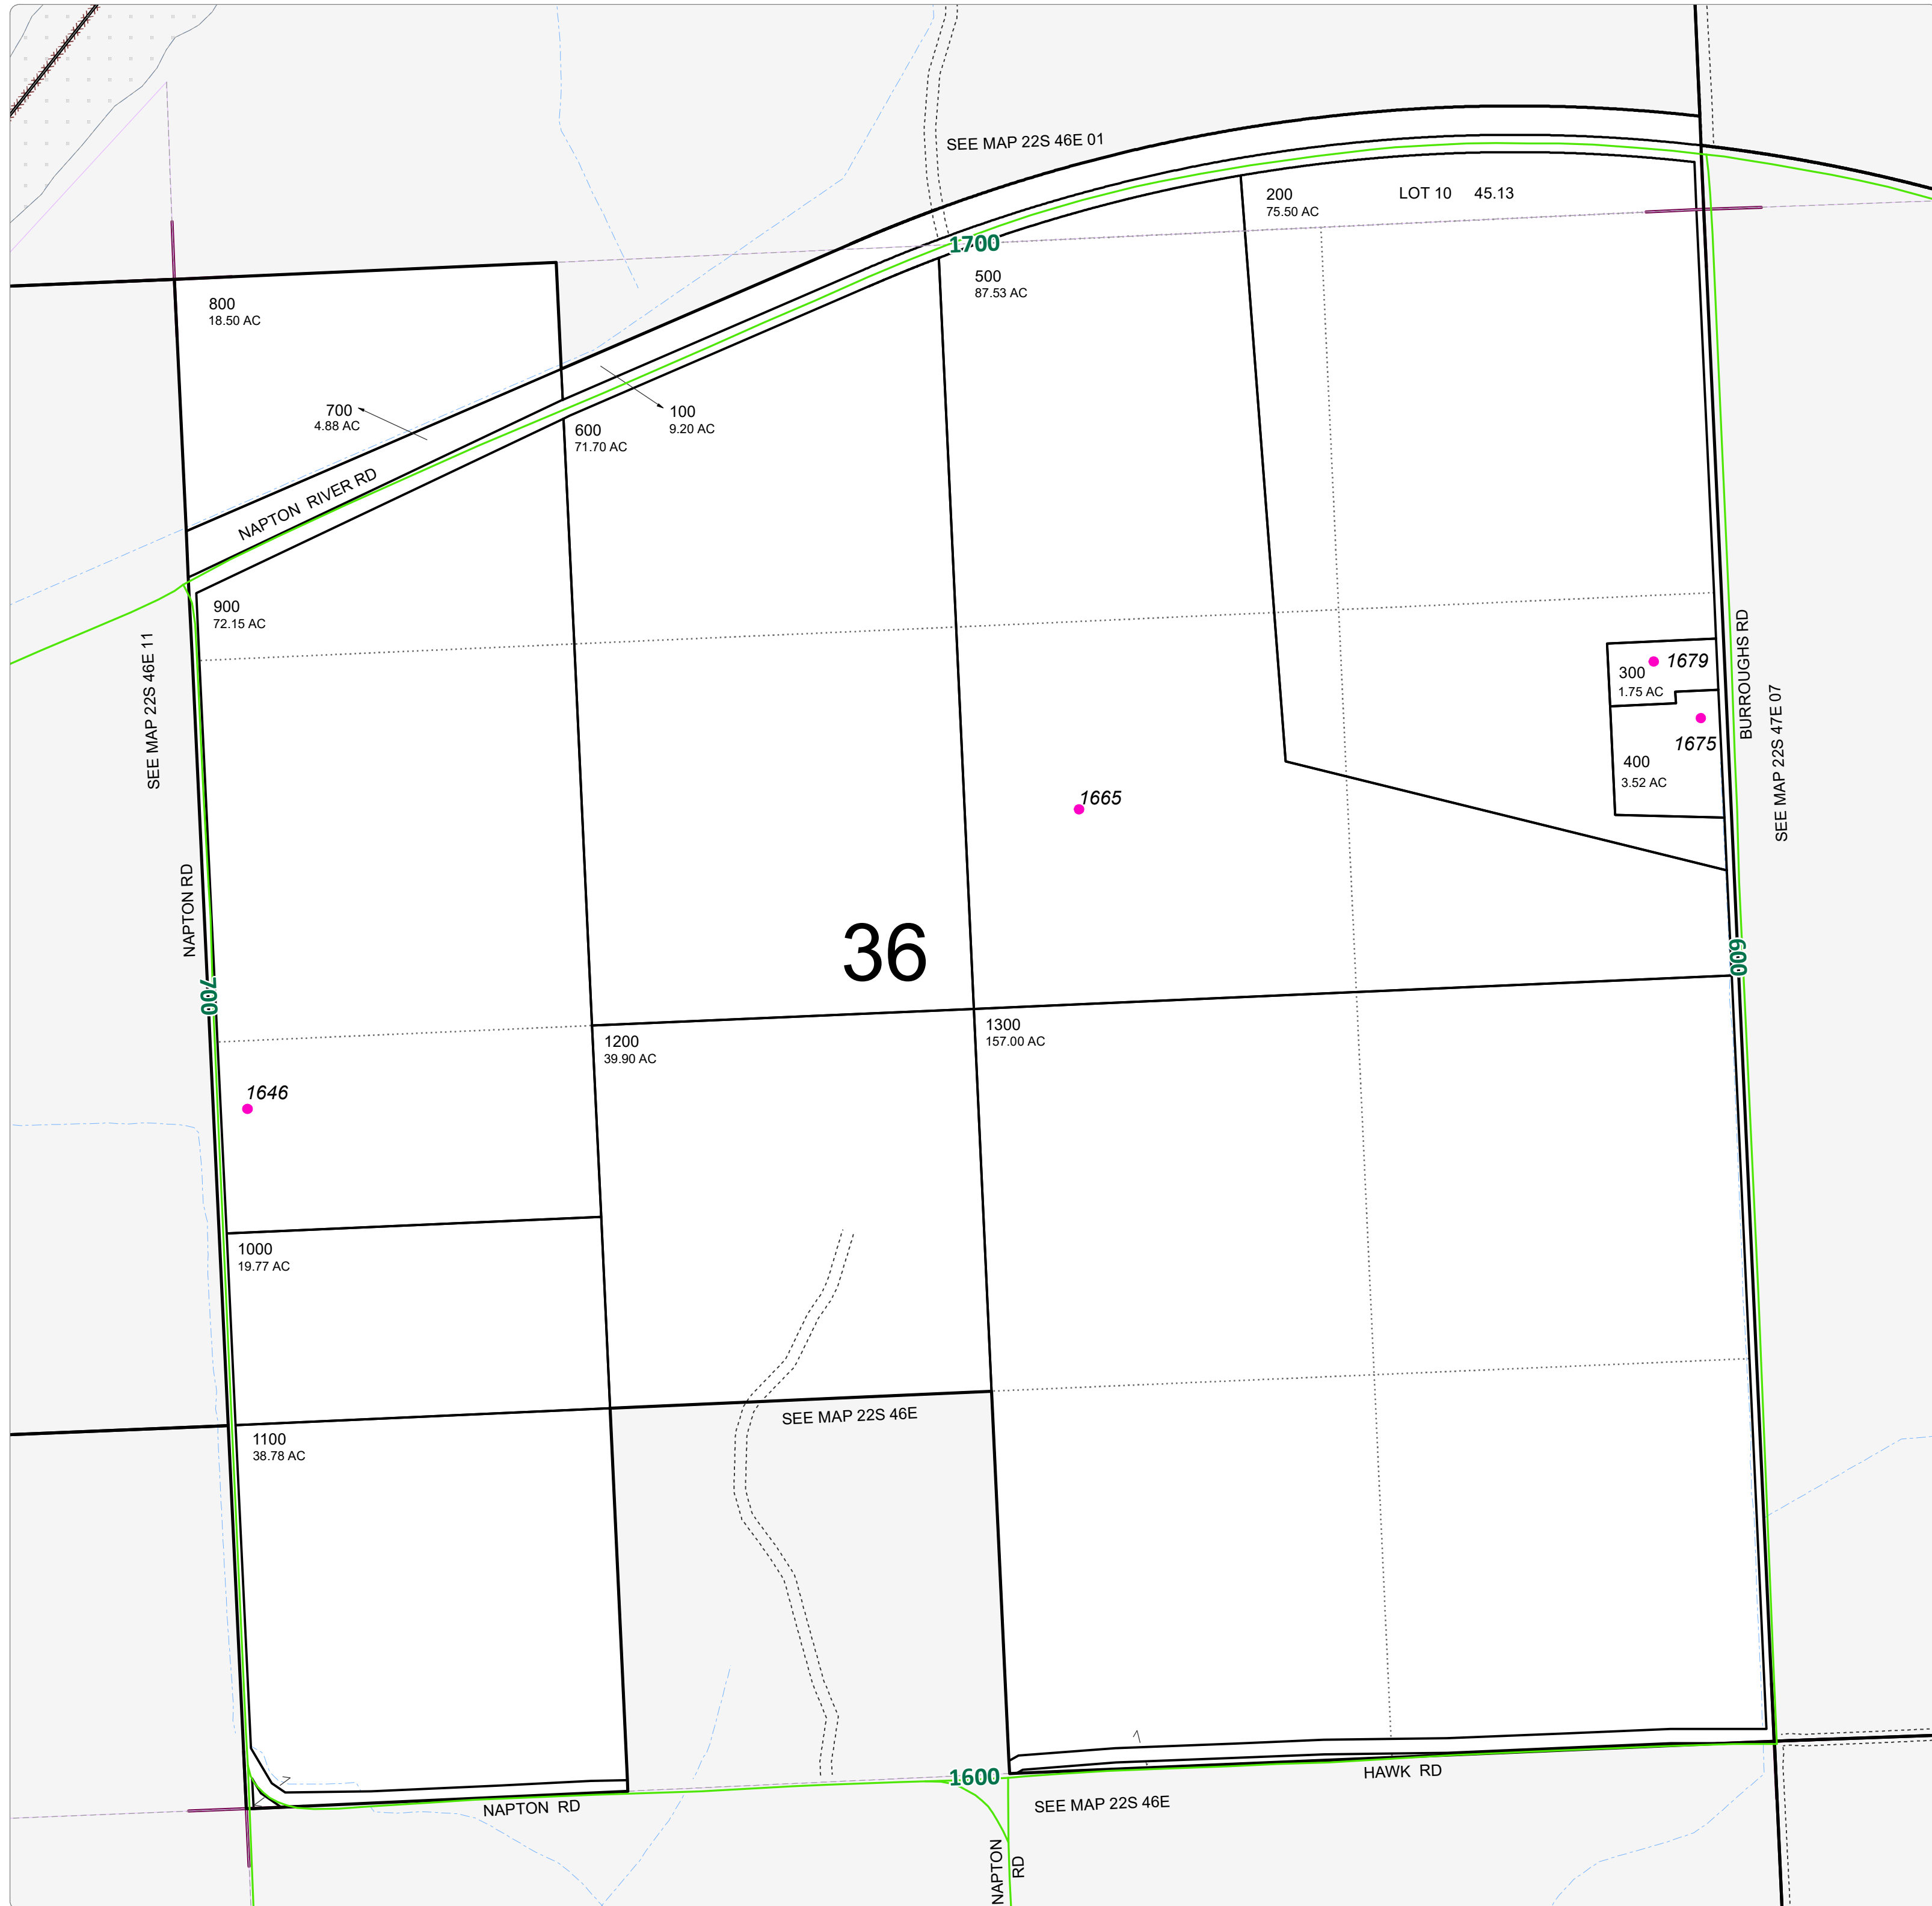 SEE MAP 22S 46E 01
200
75.50 AC
LOT 10 45.13
1700
500
87.53 AC
800
18.50 AC
700
4.88 AC
100
9.20 AC
600
71.70 AC
NAPTON RIVER RD
900
72.15 AC
SEE MAP 22S 46E 11
BURROUGHS RD
SEE MAP 22S 47E 07
1679
300
1.75 AC
1675
400
3.52 AC
1665
NAPTON RD
36
600
700
1300
157.00 AC
1200
39.90 AC
1646
1000
19.77 AC
SEE MAP 22S 46E
1100
38.78 AC
1600
HAWK RD
NAPTON RD
SEE MAP 22S 46E
NAPTON
RD